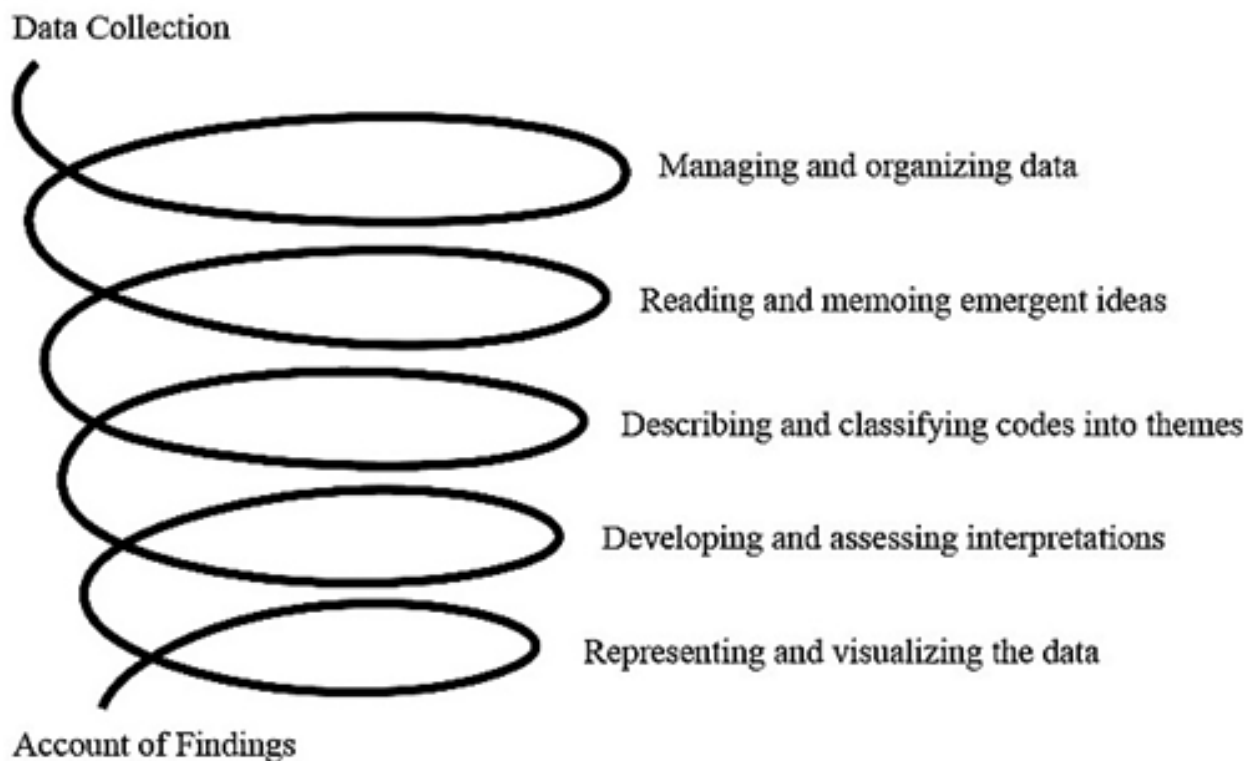 Data Collection
Managing and organizing data
Reading and memoing emergent ideas
Describing and classifying codes into themes
Developing and assessing interpretations
Representing and visualizing the data
Account of Findings